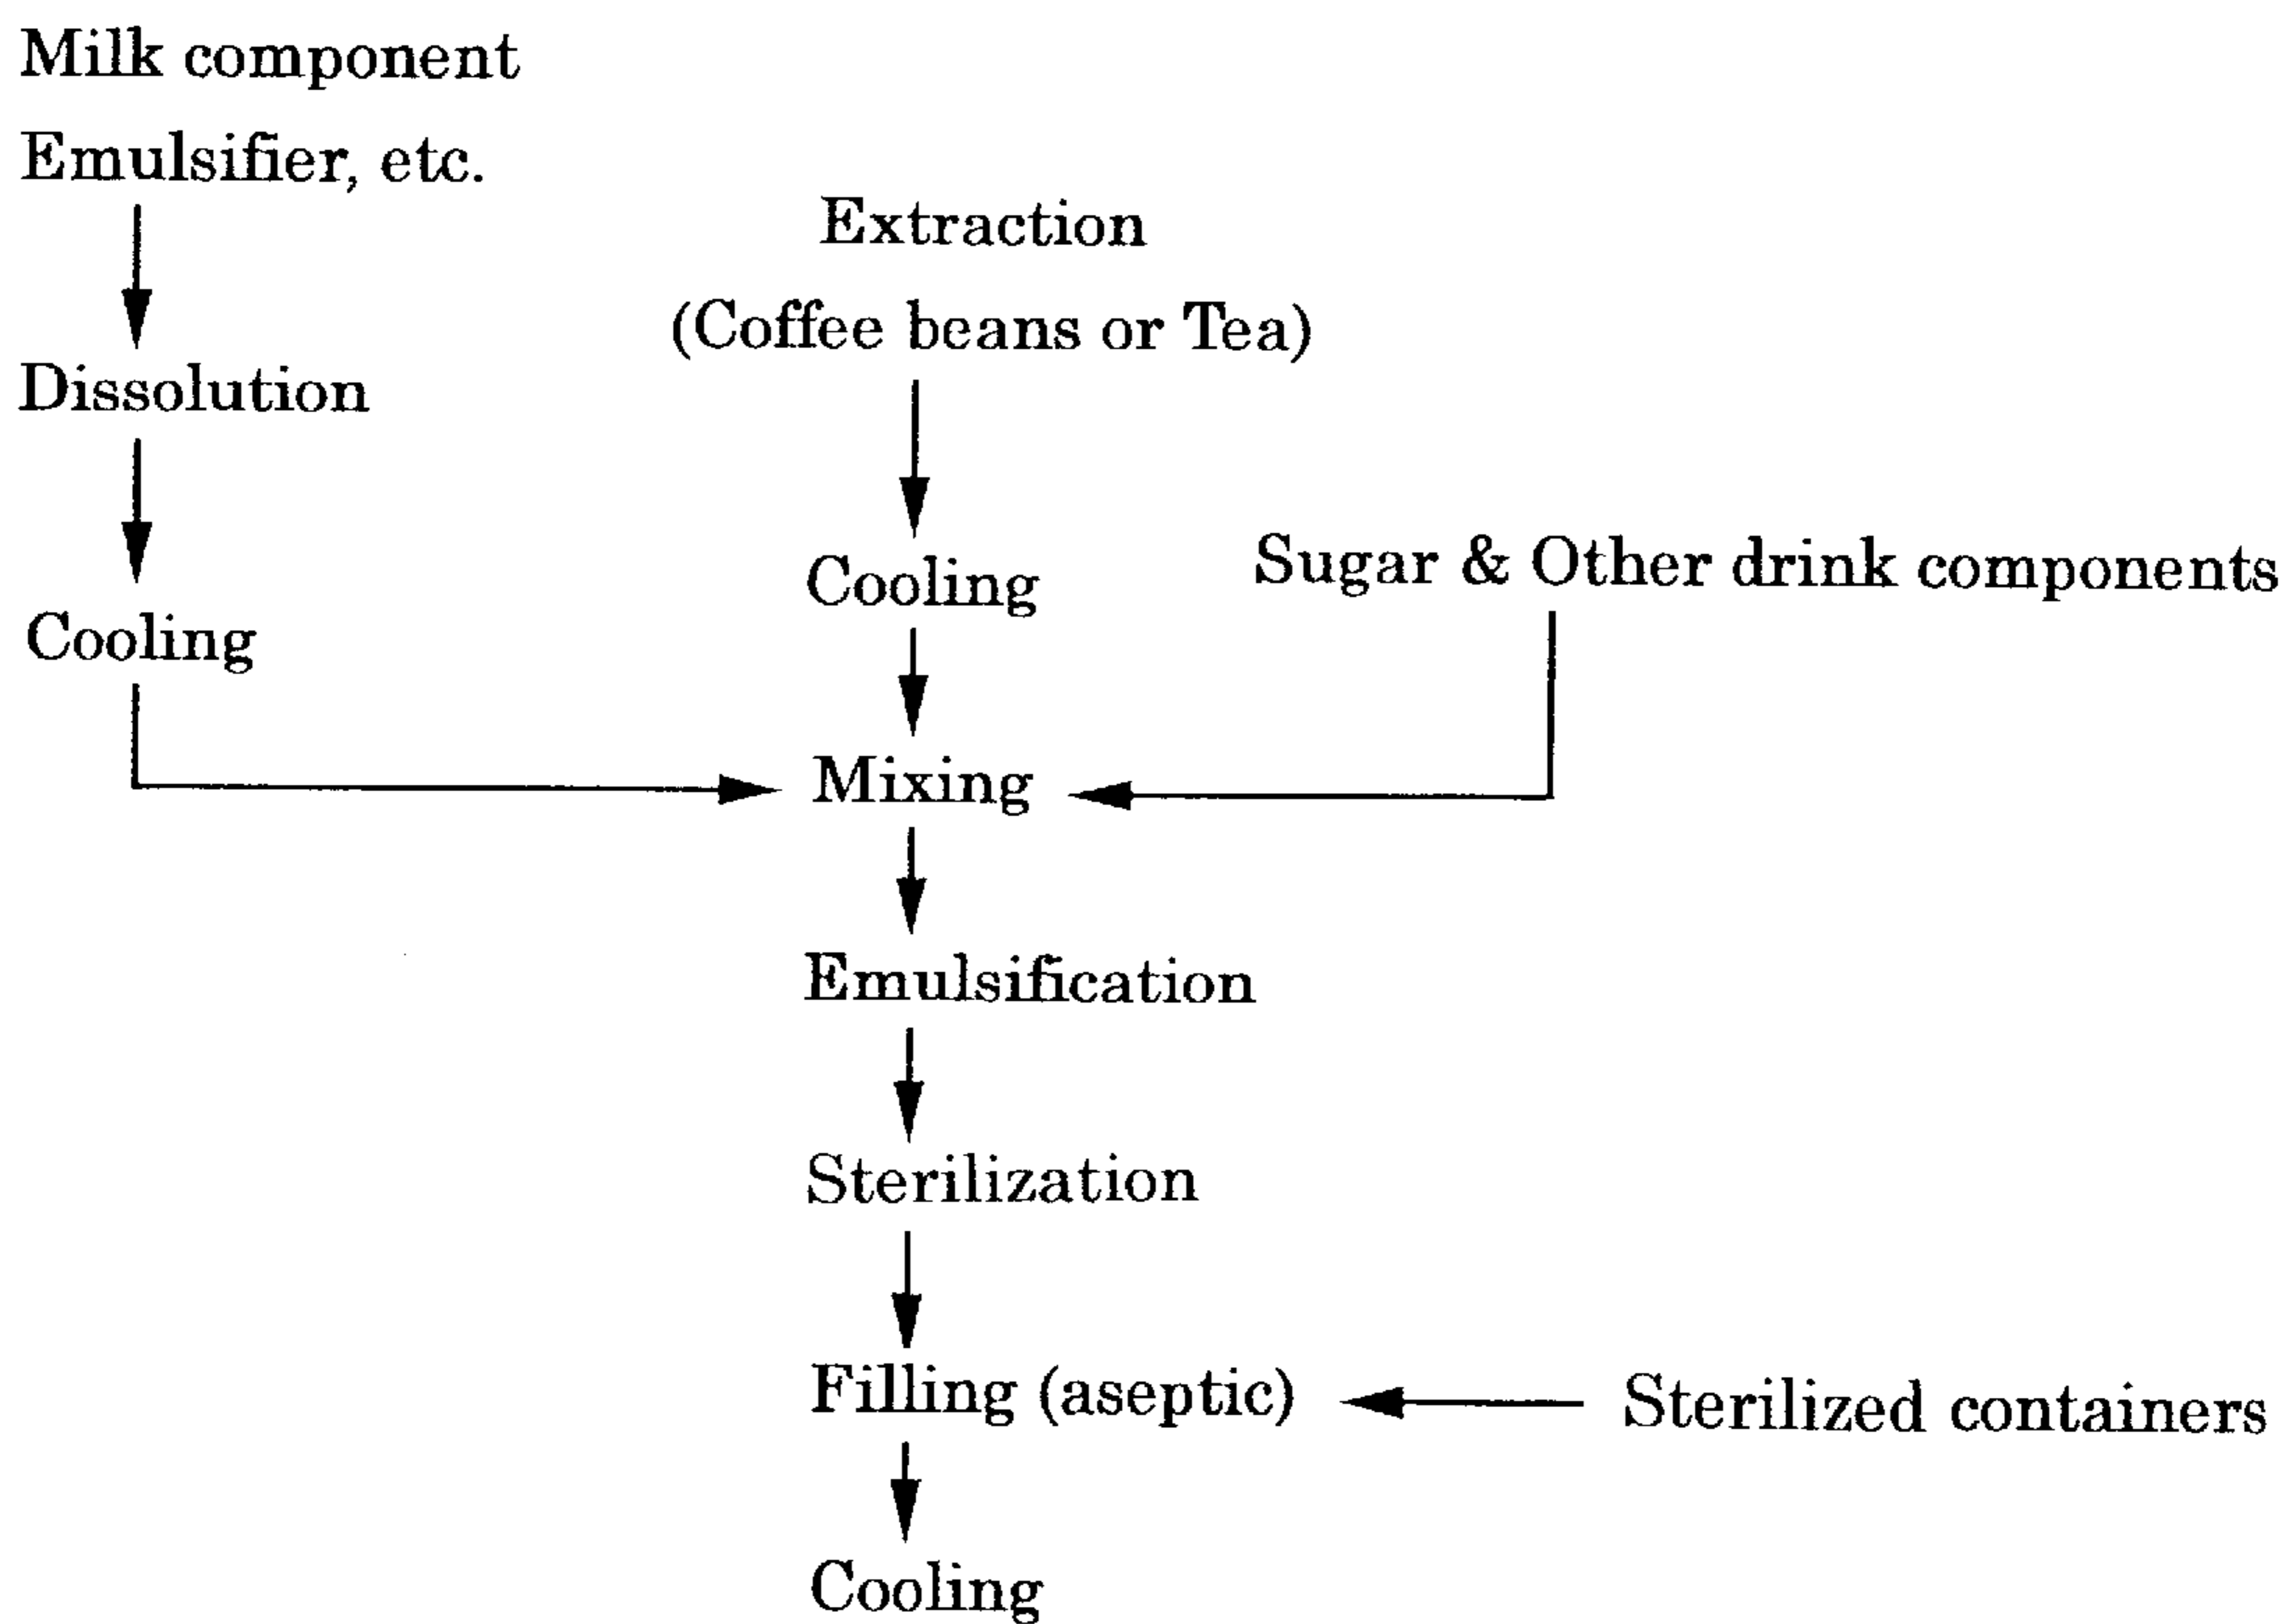 Milk component
Emulsifier, etc.
Dissolution
Cooling
Extraction
(Coffee beans or Tea)
Cooling
Sugar & Other drink components
Mixing
Emulsification
Sterilization
Filling (aseptic)
Sterilized containers
Cooling